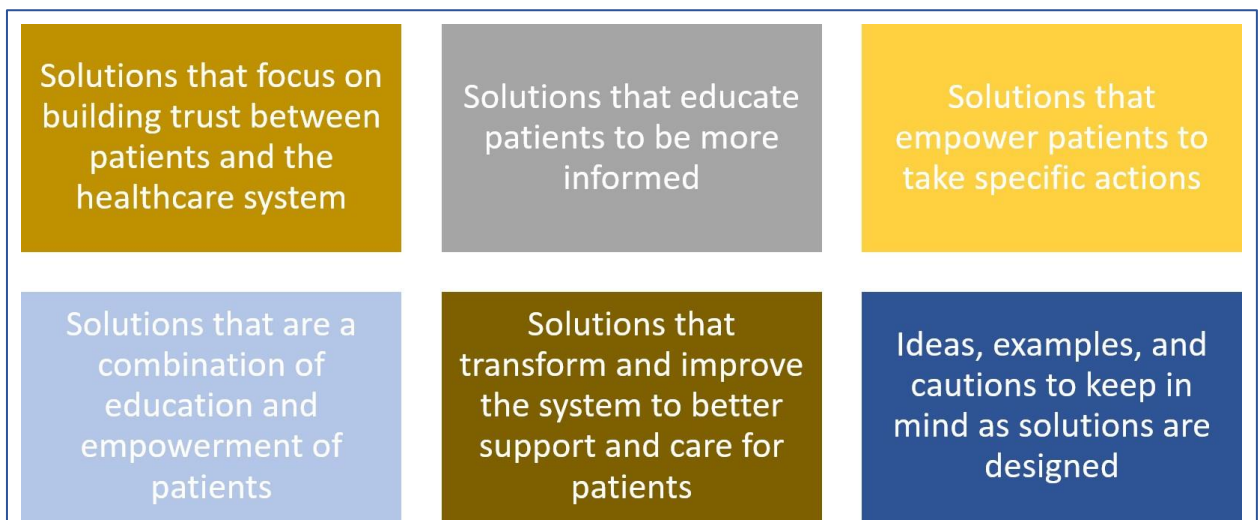 Solutions that focus on
building trust between
patients and the
healthcare system
Solutions that educate
patients to be more
informed
Solutions that
empower patients to
take specific actions
Solutions that are a
combination of
education and
empowerment of
patients
Solutions that
transform and improve
the system to better
support and care for
patients
Ideas, examples, and
cautions to keep in
mind as solutions are
designed